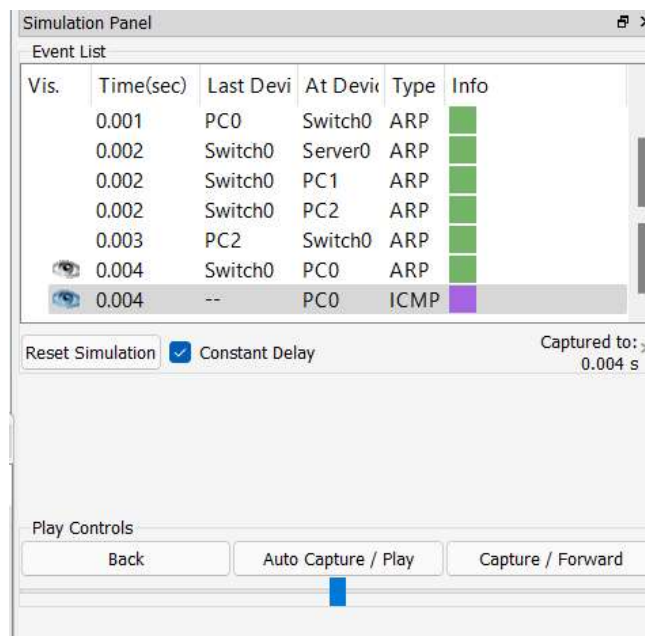 Simulation Panel
Event List
Vis. Time(sec) Last Devi At Devic Type Info
0.001 PC0 Switch0 ARP
0.002 Switch0 Server0 ARP
0.002 Switch0 PC1 ARP
0.002 Switch0 PC2 ARP
0.003 PC2 Switch0 ARP
0.004 Switch0 PC0 ARP
0.004 -- PC0 ICMP
Reset Simulation Constant Delay Captured to:
0.004 s
Play Controls
Back Auto Capture / Play Capture / Forward